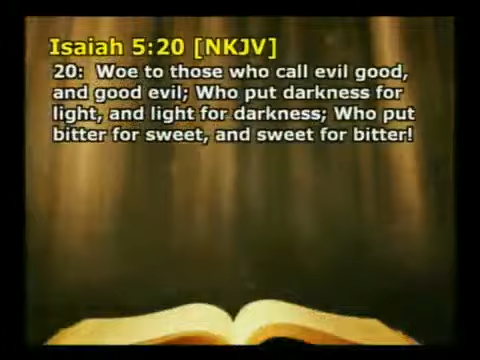 Isaiah 5:20 [NKJV]
20: Woe to those who call evil good,
and good evil; Who put darkness for
light, and light for darkness; Who put
bitter for sweet, and sweet for bitter!